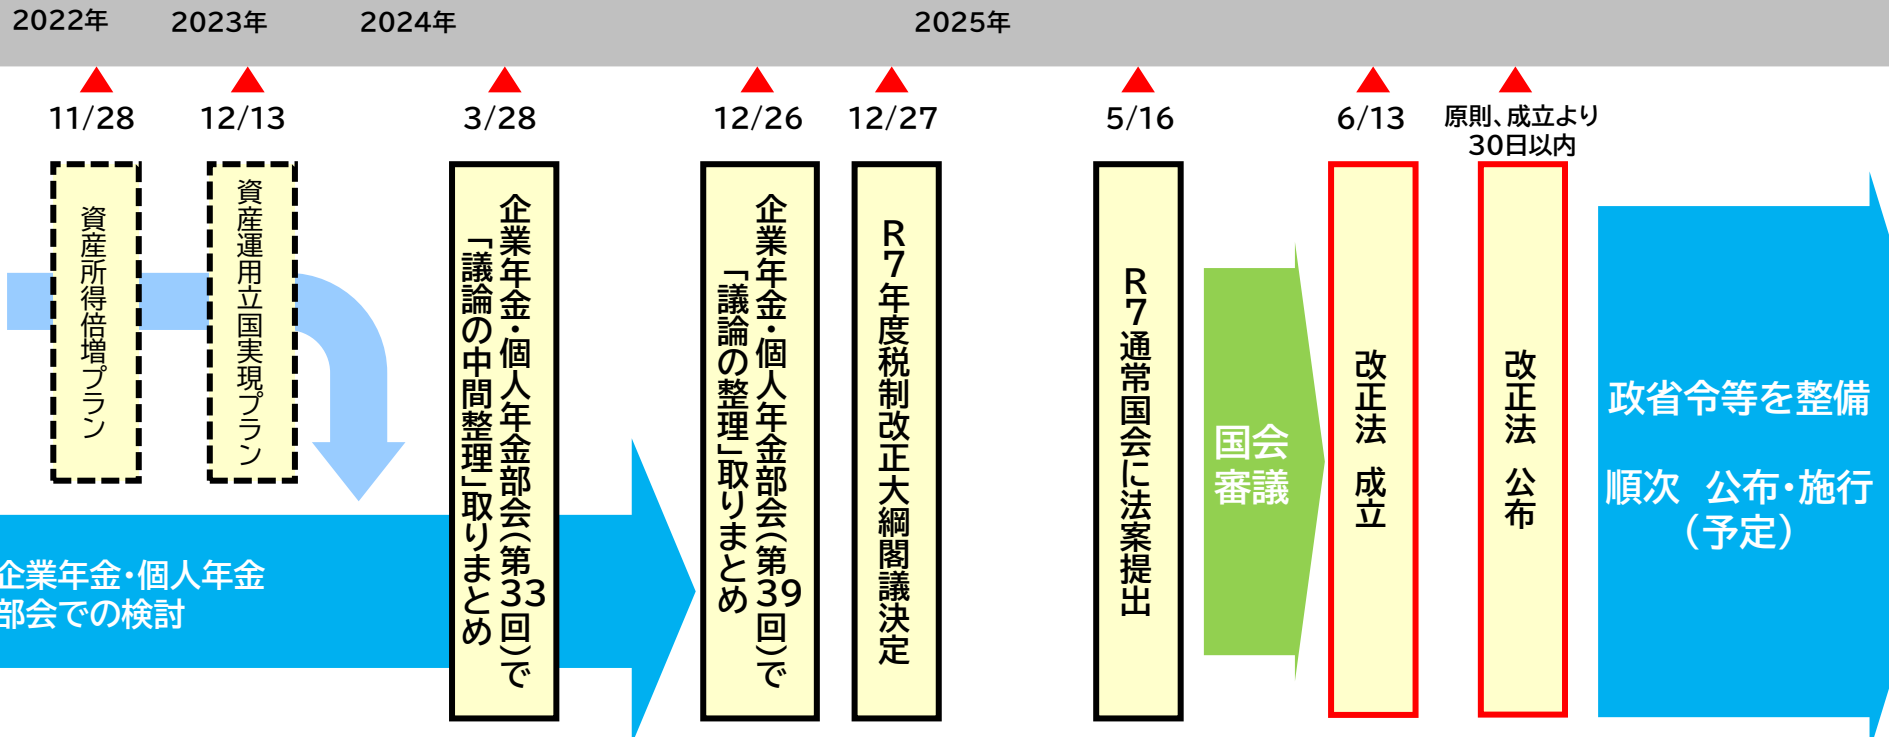 2022年
2023年
2024年
2025年
11/28
12/13
3/28
12/26
12/27
5/16
6/13
原則、成立より
30日以内
資産所得倍増プラン
資産運用立国実現プラン
企業年金・個人年金部会（第33回）で
「議論の中間整理」取りまとめ
企業年金・個人年金部会（第39回）で
「議論の整理」取りまとめ
R7年度税制改正大綱閣議決定
R7通常国会に法案提出
国会
審議
改正法 成立
改正法 公布
政省令等を整備
順次 公布・施行
（予定）
企業年金・個人年金
部会での検討